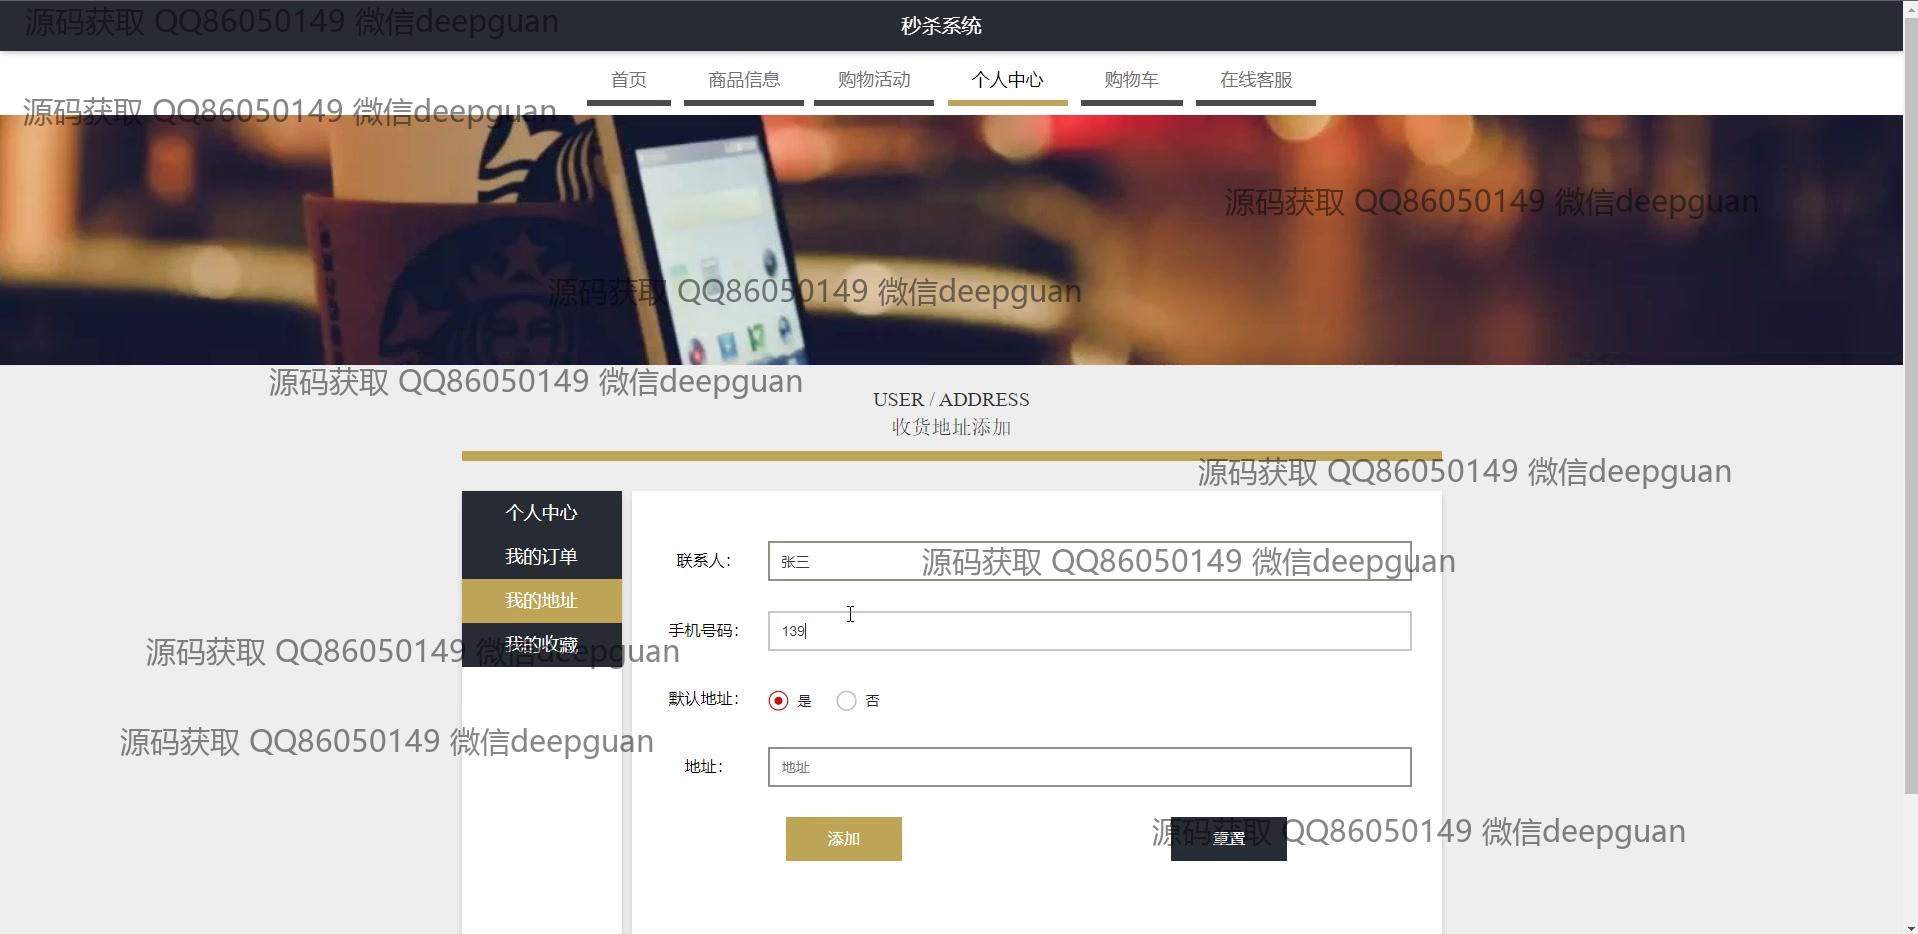 源码获取 QQ86050149 微信deepguan
秒杀系统
首页 商品信息 购物活动 个人中心 购物车 在线客服
源码获取 QQ86050149 微信deepguan
源码获取 QQ86050149 微信deepguan
源码获取 QQ86050149 微信deepguan
源码获取 QQ86050149 微信deepguan
USER / ADDRESS
收货地址添加
源码获取 QQ86050149 微信deepguan
个人中心
我的订单
我的地址
我的收藏
联系人： 张三
源码获取 QQ86050149 微信deepguan
手机号码： 139
源码获取 QQ86050149 微信deepguan
默认地址： 是 否
源码获取 QQ86050149 微信deepguan
地址： 地址
添加 重置
源码获取 QQ86050149 微信deepguan